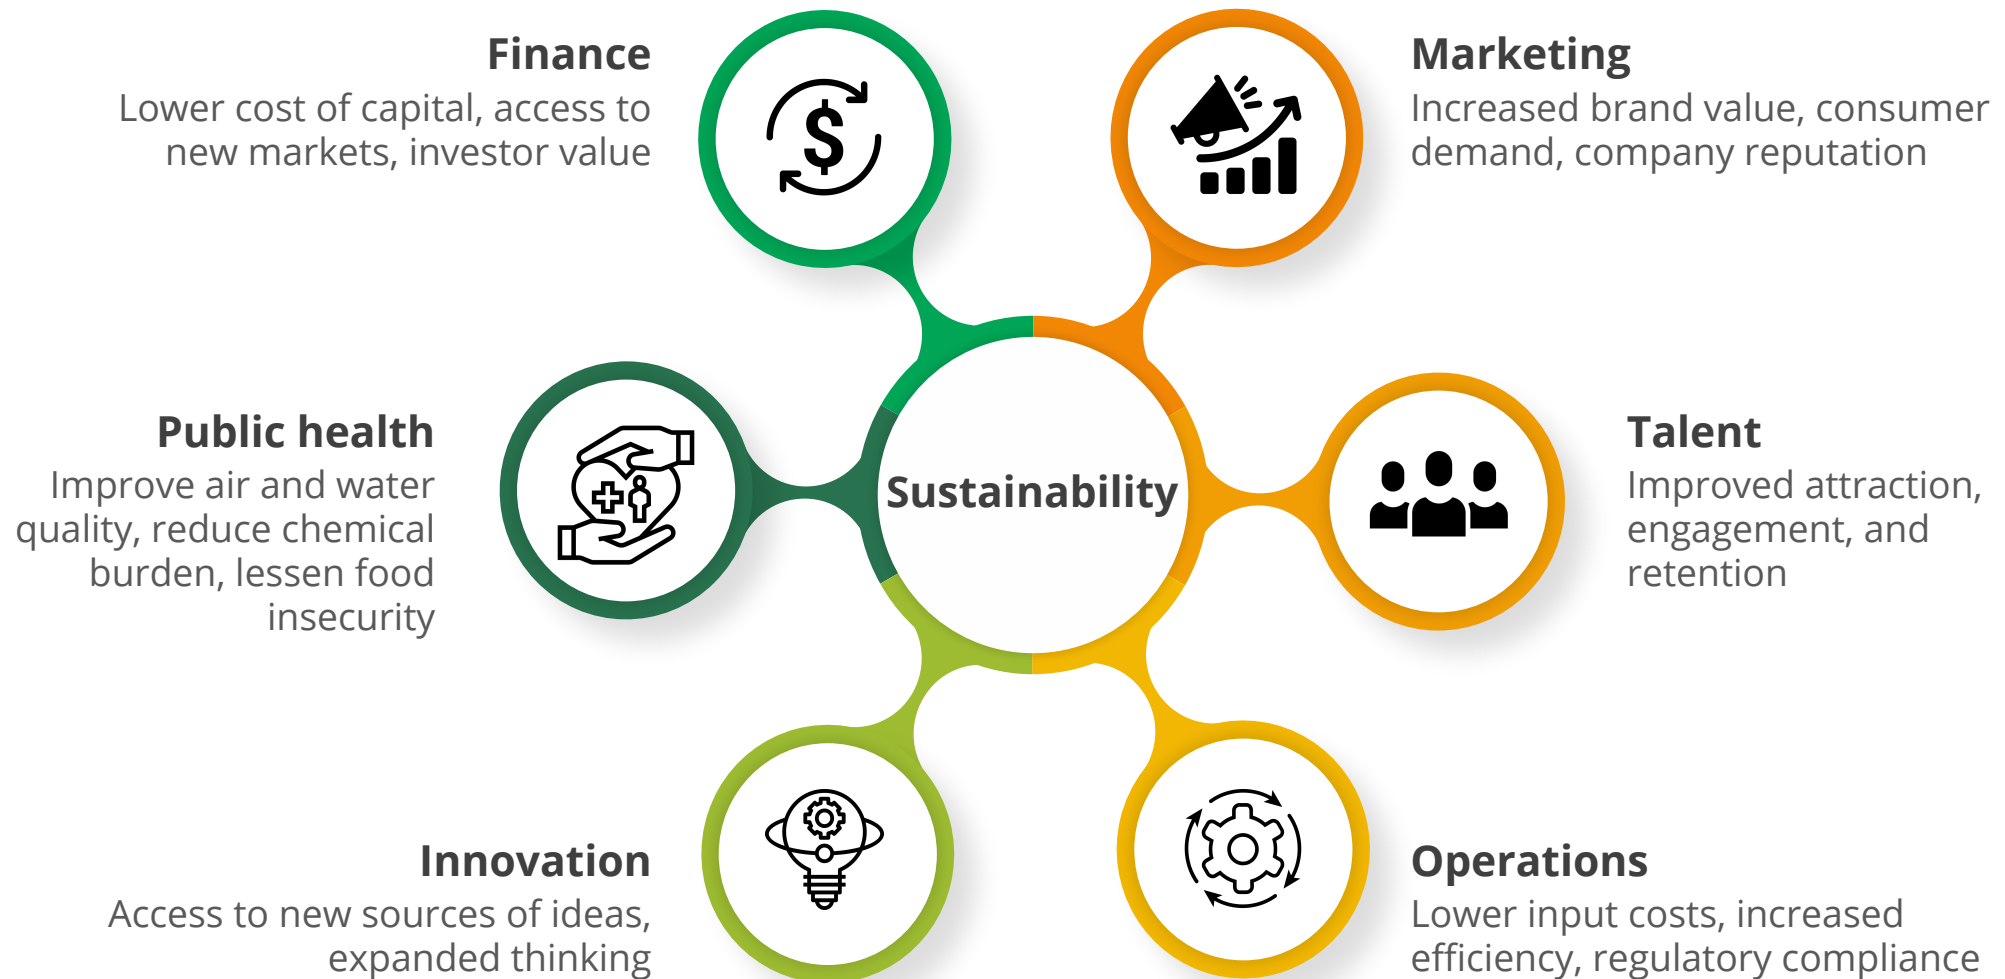 Finance
Lower cost of capital, access to
new markets, investor value
Marketing
Increased brand value, consumer
demand, company reputation
Public health
Improve air and water
quality, reduce chemical
burden, lessen food
insecurity
Sustainability
Talent
Improved attraction,
engagement, and
retention
Innovation
Access to new sources of ideas,
expanded thinking
Operations
Lower input costs, increased
efficiency, regulatory compliance